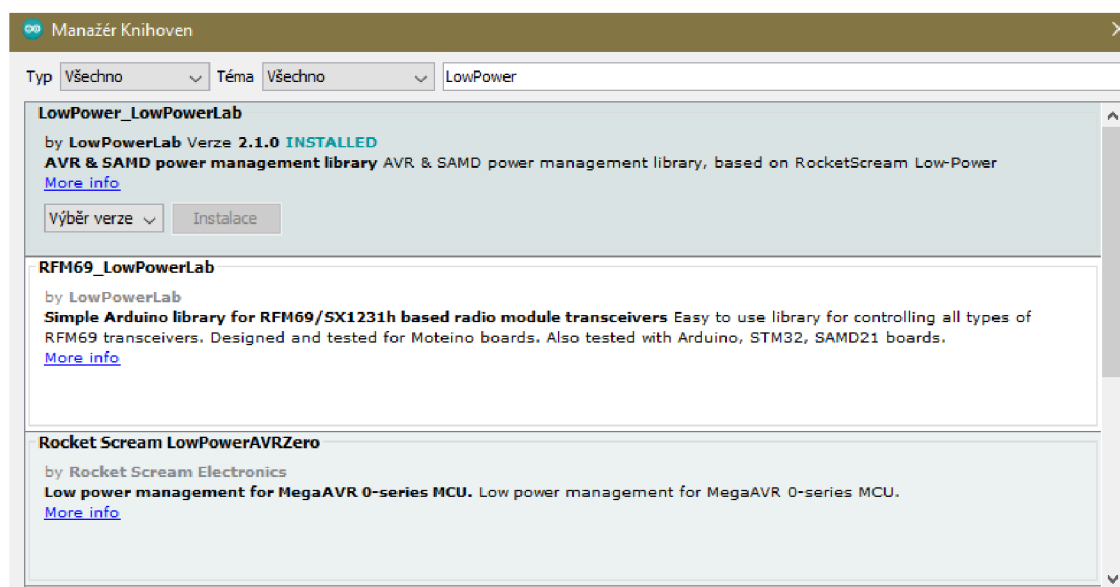 Manažér Knihoven
Typ Všechno Téma Všechno LowPower
LowPower_LowPowerLab
by LowPowerLab Verze 2.1.0 INSTALLED
AVR & SAMD power management library AVR & SAMD power management library, based on RocketScream Low-Power
More info
Výběr verze Instalace
RFM69_LowPowerLab
by LowPowerLab
Simple Arduino library for RFM69/SX1231h based radio module transceivers Easy to use library for controlling all types of
RFM69 transceivers. Designed and tested for Moteino boards. Also tested with Arduino, STM32, SAMD21 boards.
More info
Rocket Scream LowPowerAVRZero
by Rocket Scream Electronics
Low power management for MegaAVR 0-series MCU. Low power management for MegaAVR 0-series MCU.
More info